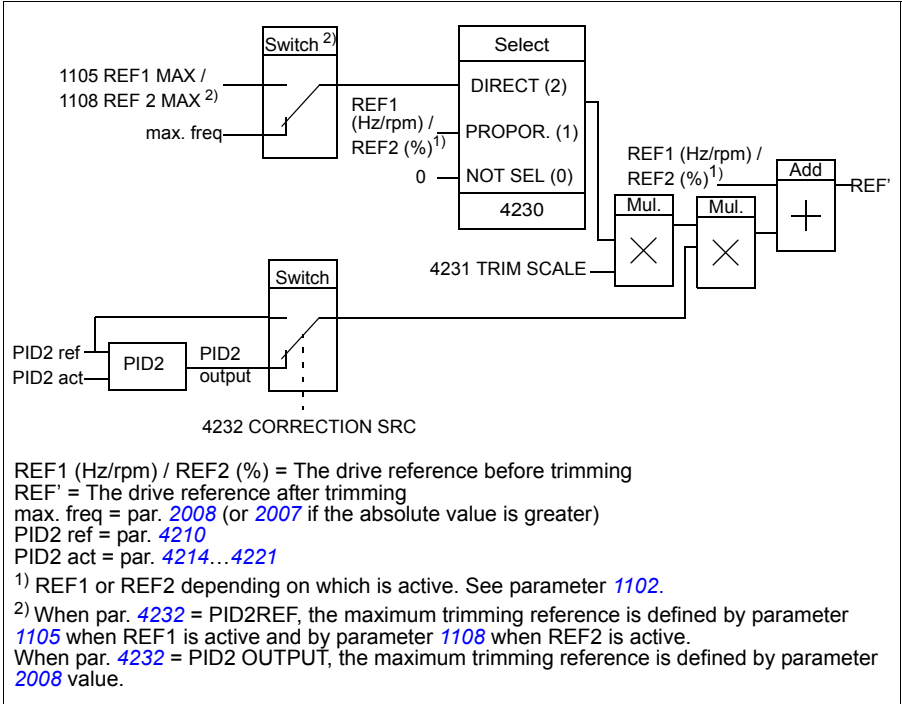 Switch 2)
Select
1105 REF1 MAX /
1108 REF 2 MAX 2)
DIRECT (2)
max. freq
REF1
(Hz/rpm) /
REF2 (%)1)
PROPOR. (1)
0
NOT SEL (0)
4230
REF1 (Hz/rpm) /
REF2 (%)1)
Add
+
REF’
Mul.
×
Mul.
×
4231 TRIM SCALE
Switch
PID2 ref
PID2 act
PID2
PID2
output
4232 CORRECTION SRC
REF1 (Hz/rpm) / REF2 (%) = The drive reference before trimming
REF’ = The drive reference after trimming
max. freq = par. 2008 (or 2007 if the absolute value is greater)
PID2 ref = par. 4210
PID2 act = par. 4214…4221
1) REF1 or REF2 depending on which is active. See parameter 1102.
2) When par. 4232 = PID2REF, the maximum trimming reference is defined by parameter
1105 when REF1 is active and by parameter 1108 when REF2 is active.
When par. 4232 = PID2 OUTPUT, the maximum trimming reference is defined by parameter
2008 value.